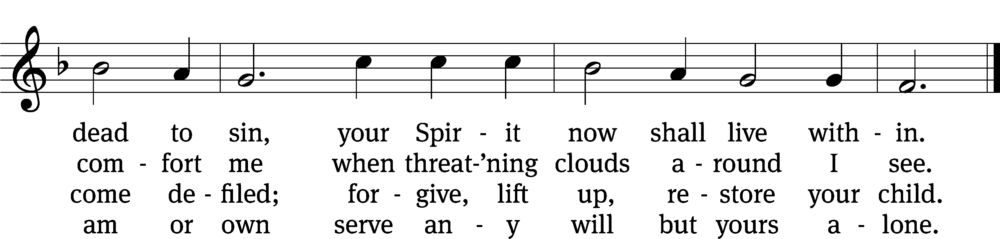 dead to sin, your Spir - it now shall live with - in.
com - fort me when threat-’ning clouds a - round I see.
come de - filed; for - give, lift up, re - store your child.
am or own serve an - y will but yours a - lone.